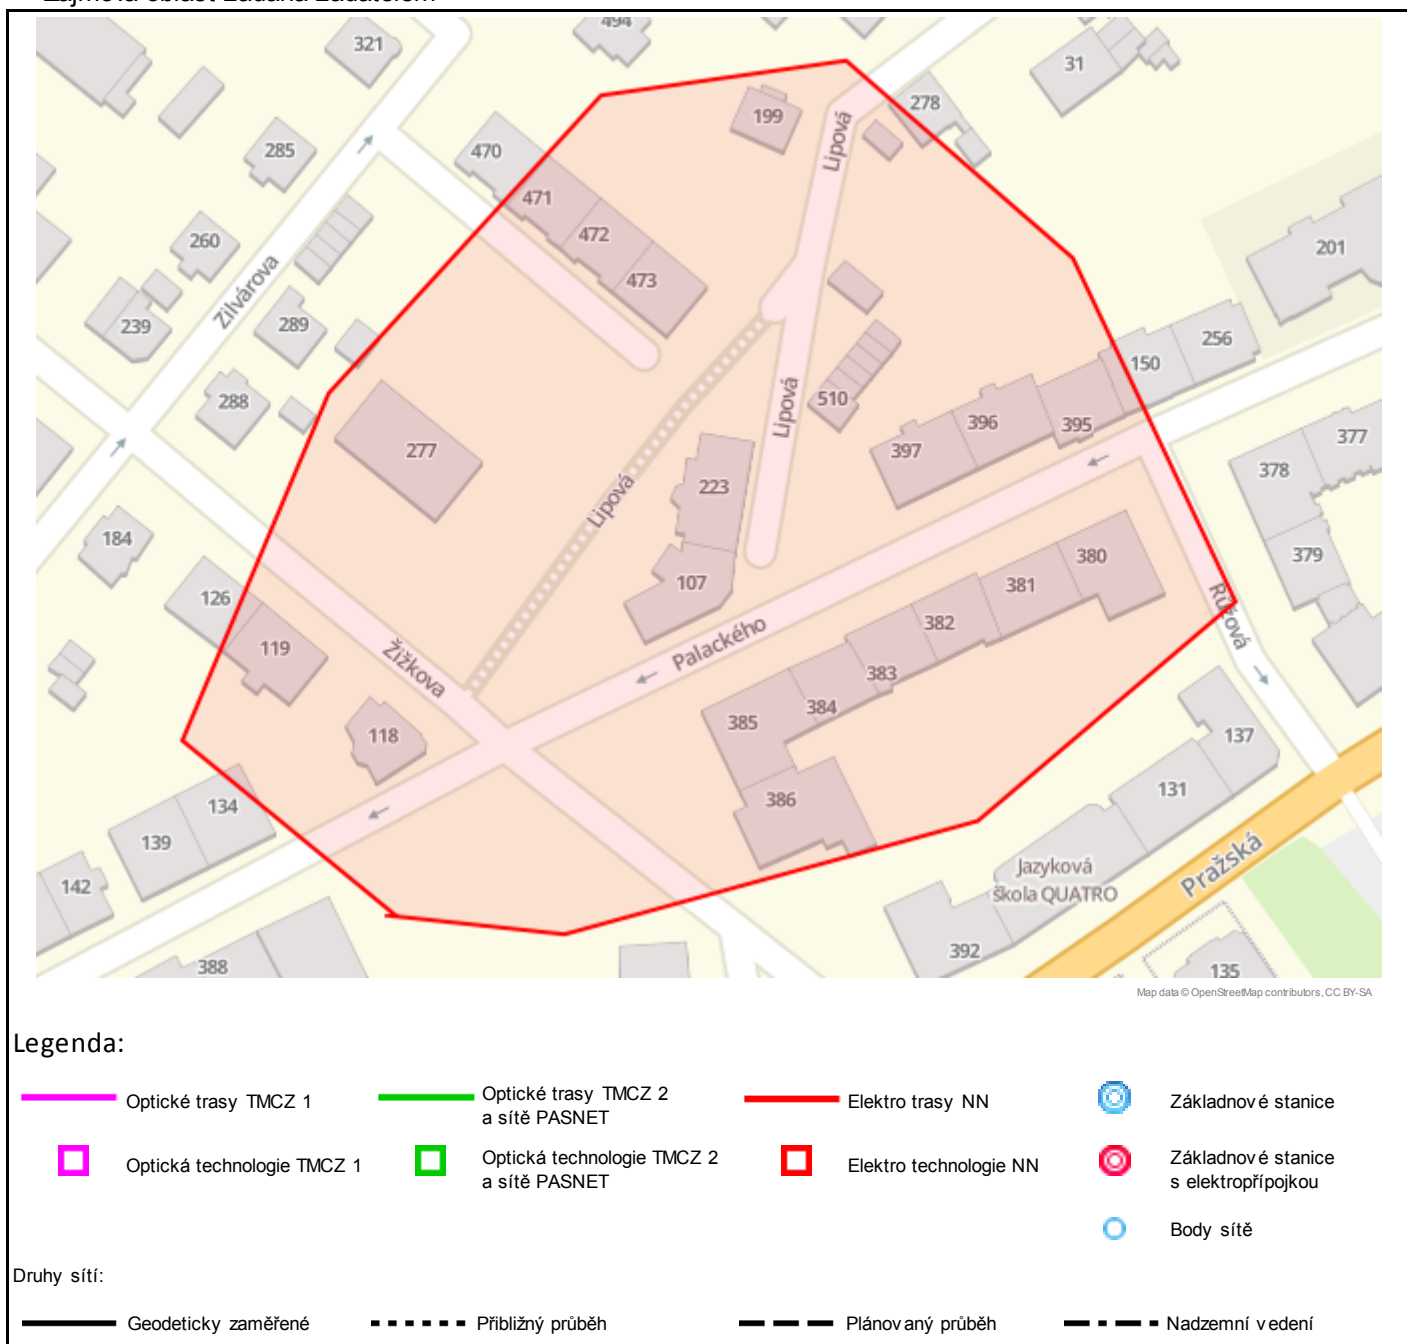 Zájmová oblast zadaná žadatelem
494
321
31
278
199
Lipová
285
470
471
201
260
472
473
Zilvárova
239
289
256
150
288
510
Lipová
396
395
397
377
277
378
Lipová
223
184
379
380
107
381
126
Růžová
382
119
Palackého
Žižkova
383
384
385
118
137
131
134
386
139
Pražská
Jazyková
škola QUATRO
142
392
388
135
Map data © OpenStreetMap contributors, CC BY-SA
Legenda:
Optické trasy TMCZ 1
Optické trasy TMCZ 2
a sítě PASNET
Elektro trasy NN
Základnové stanice
Optická technologie TMCZ 1
Optická technologie TMCZ 2
a sítě PASNET
Elektro technologie NN
Základnové stanice
s elektropřípojkou
Body sítě
Druhy sítí:
Geodeticky zaměřené
Přibližný průběh
Plánovaný průběh
Nadzemní vedení